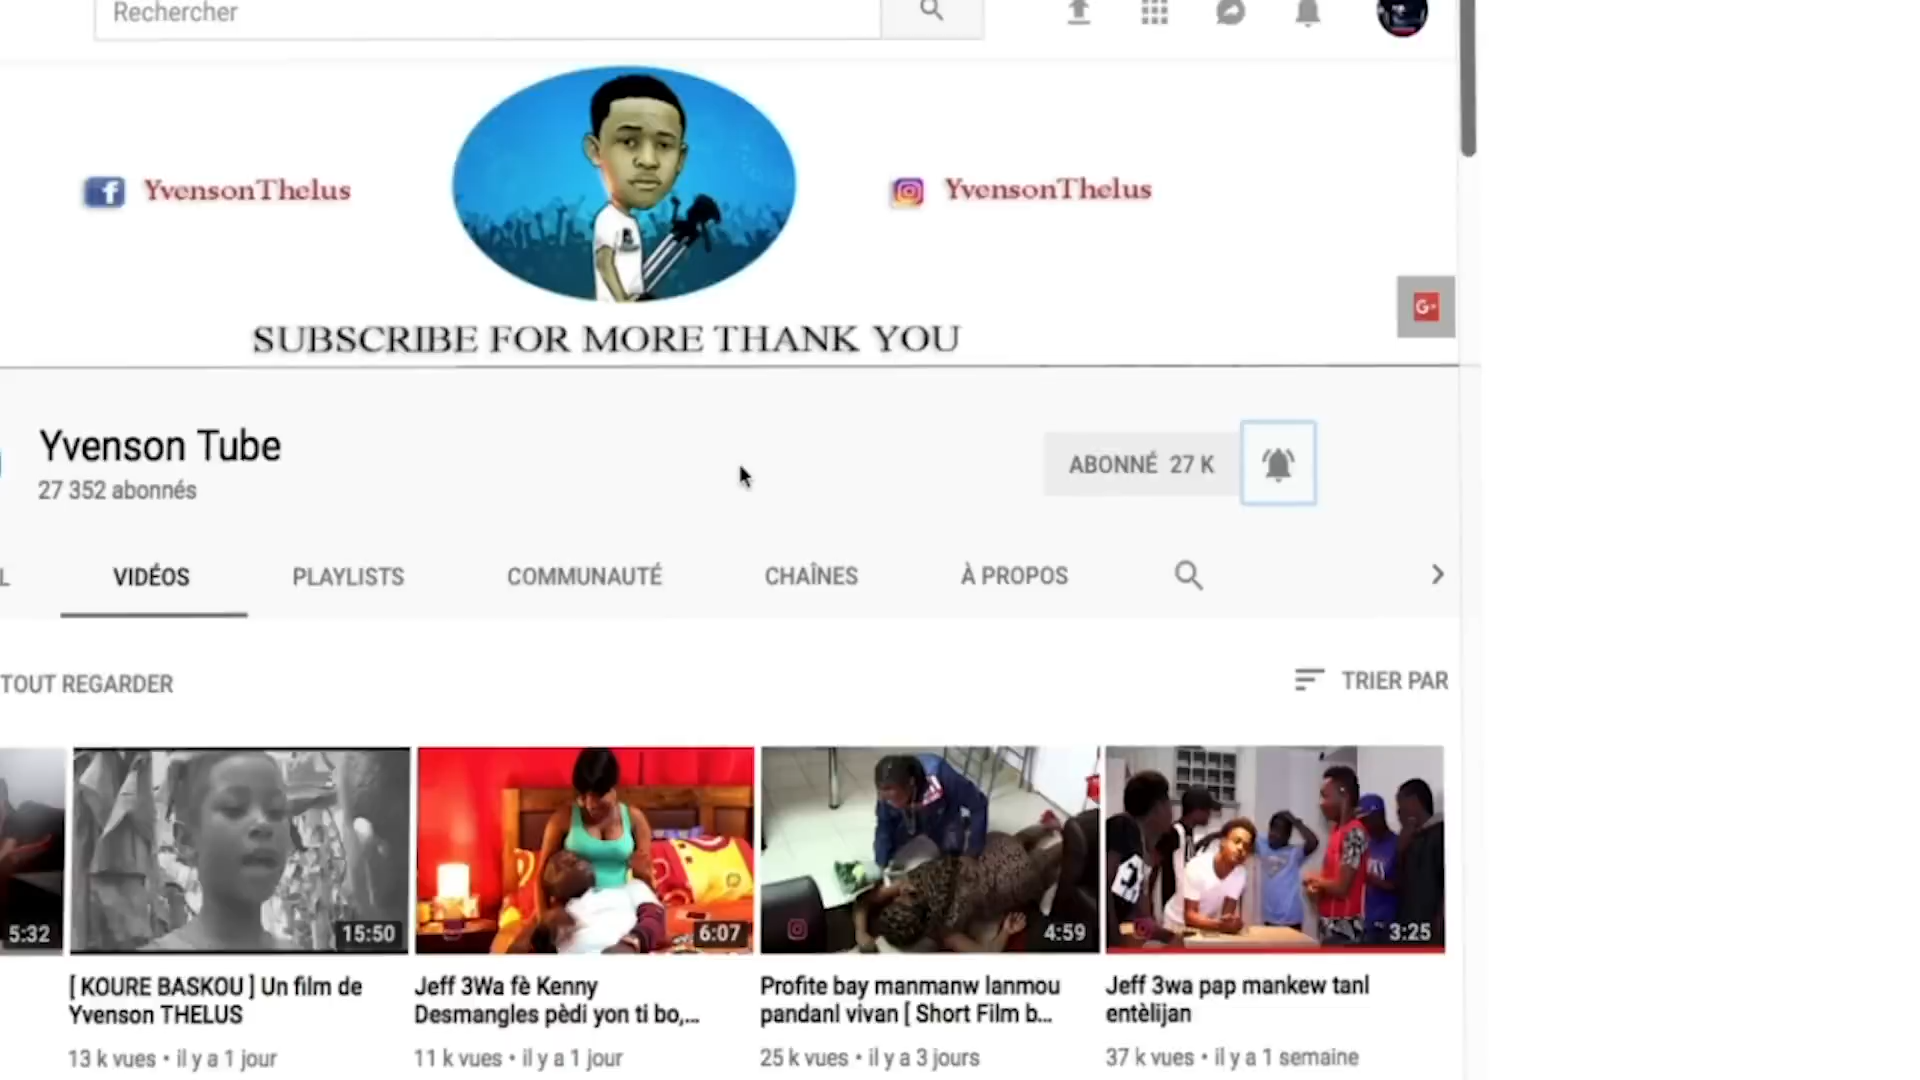 Rechercher
YvensonThelus
YvensonThelus
G+
SUBSCRIBE FOR MORE THANK YOU
Yvenson Tube
27 352 abonnés
ABONNÉ 27 K
L
VIDÉOS
PLAYLISTS
COMMUNAUTÉ
CHAÎNES
À PROPOS
TOUT REGARDER
TRIER PAR
5:32
15:50
6:07
4:59
3:25
[ KOURE BASKOU ] Un film de
Yvenson THELUS
13 k vues • il y a 1 jour
Jeff 3Wa fè Kenny
Desmangles pèdi yon ti bo,...
11 k vues • il y a 1 jour
Profite bay manmanw lanmou
pandanl vivan [ Short Film b...
25 k vues • il y a 3 jours
Jeff 3wa pap mankew tanl
entèlijan
37 k vues • il y a 1 semaine